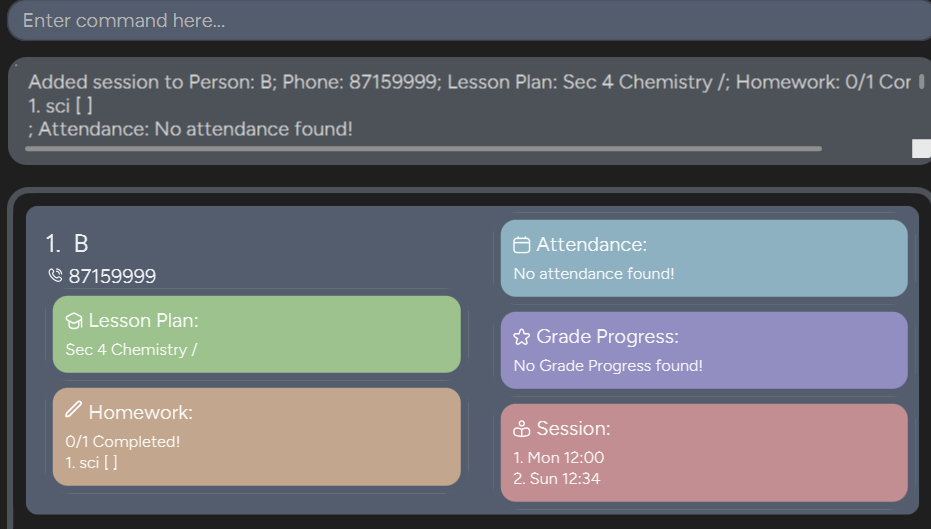 Enter command here...
Added session to Person: B; Phone: 87159999; Lesson Plan: Sec 4 Chemistry /; Homework: 0/1 Cor
1. sci [ ]
; Attendance: No attendance found!
1. B
87159999
Lesson Plan:
Sec 4 Chemistry /
Homework:
0/1 Completed!
1. sci [ ]
Attendance:
No attendance found!
Grade Progress:
No Grade Progress found!
Session:
1. Mon 12:00
2. Sun 12:34